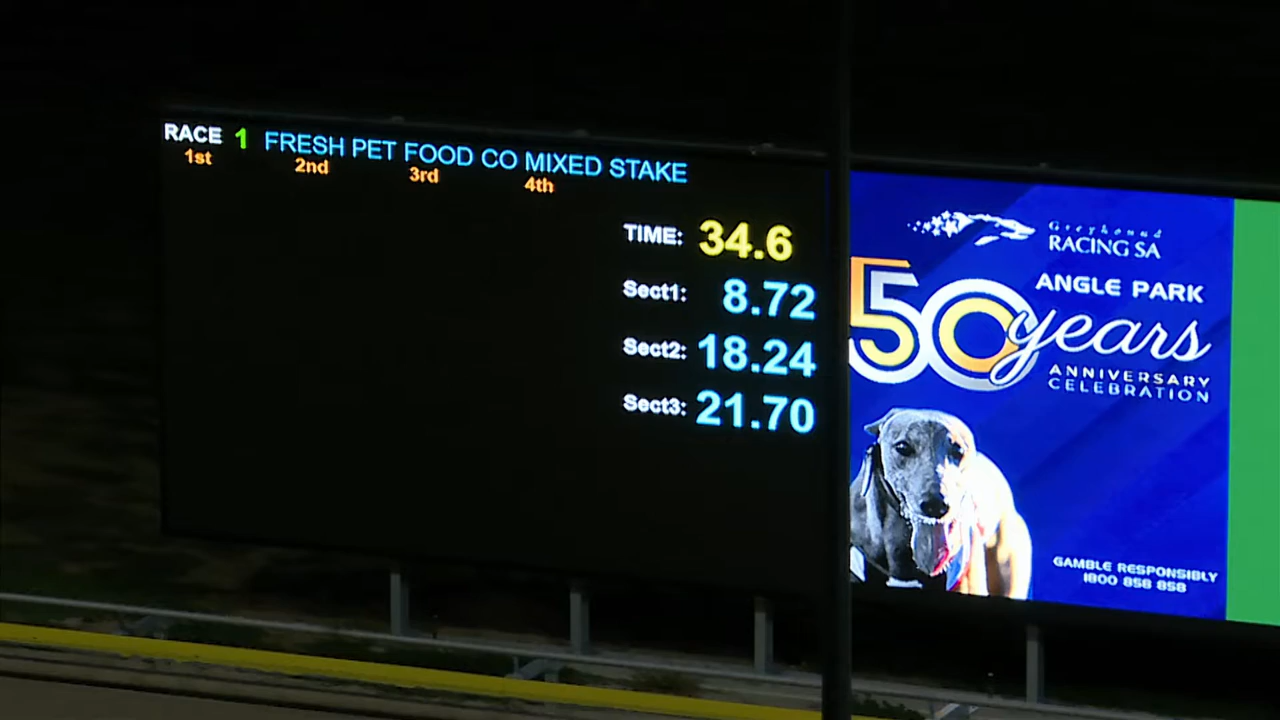 RACE 1 FRESH PET FOOD CO MIXED STAKE
1st 2nd 3rd 4th
TIME: 34.6
Sect1: 8.72
Sect2: 18.24
Sect3: 21.70
Greyhound
RACING SA
ANGLE PARK
50 years
ANNIVERSARY
CELEBRATION
GAMBLE RESPONSIBLY
1800 858 858